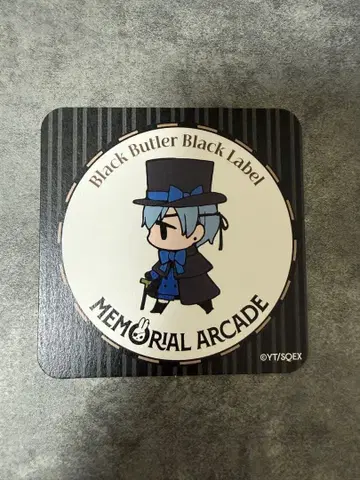 Black Butler Black Label
MEMORIAL ARCADE
©YT/SQEX